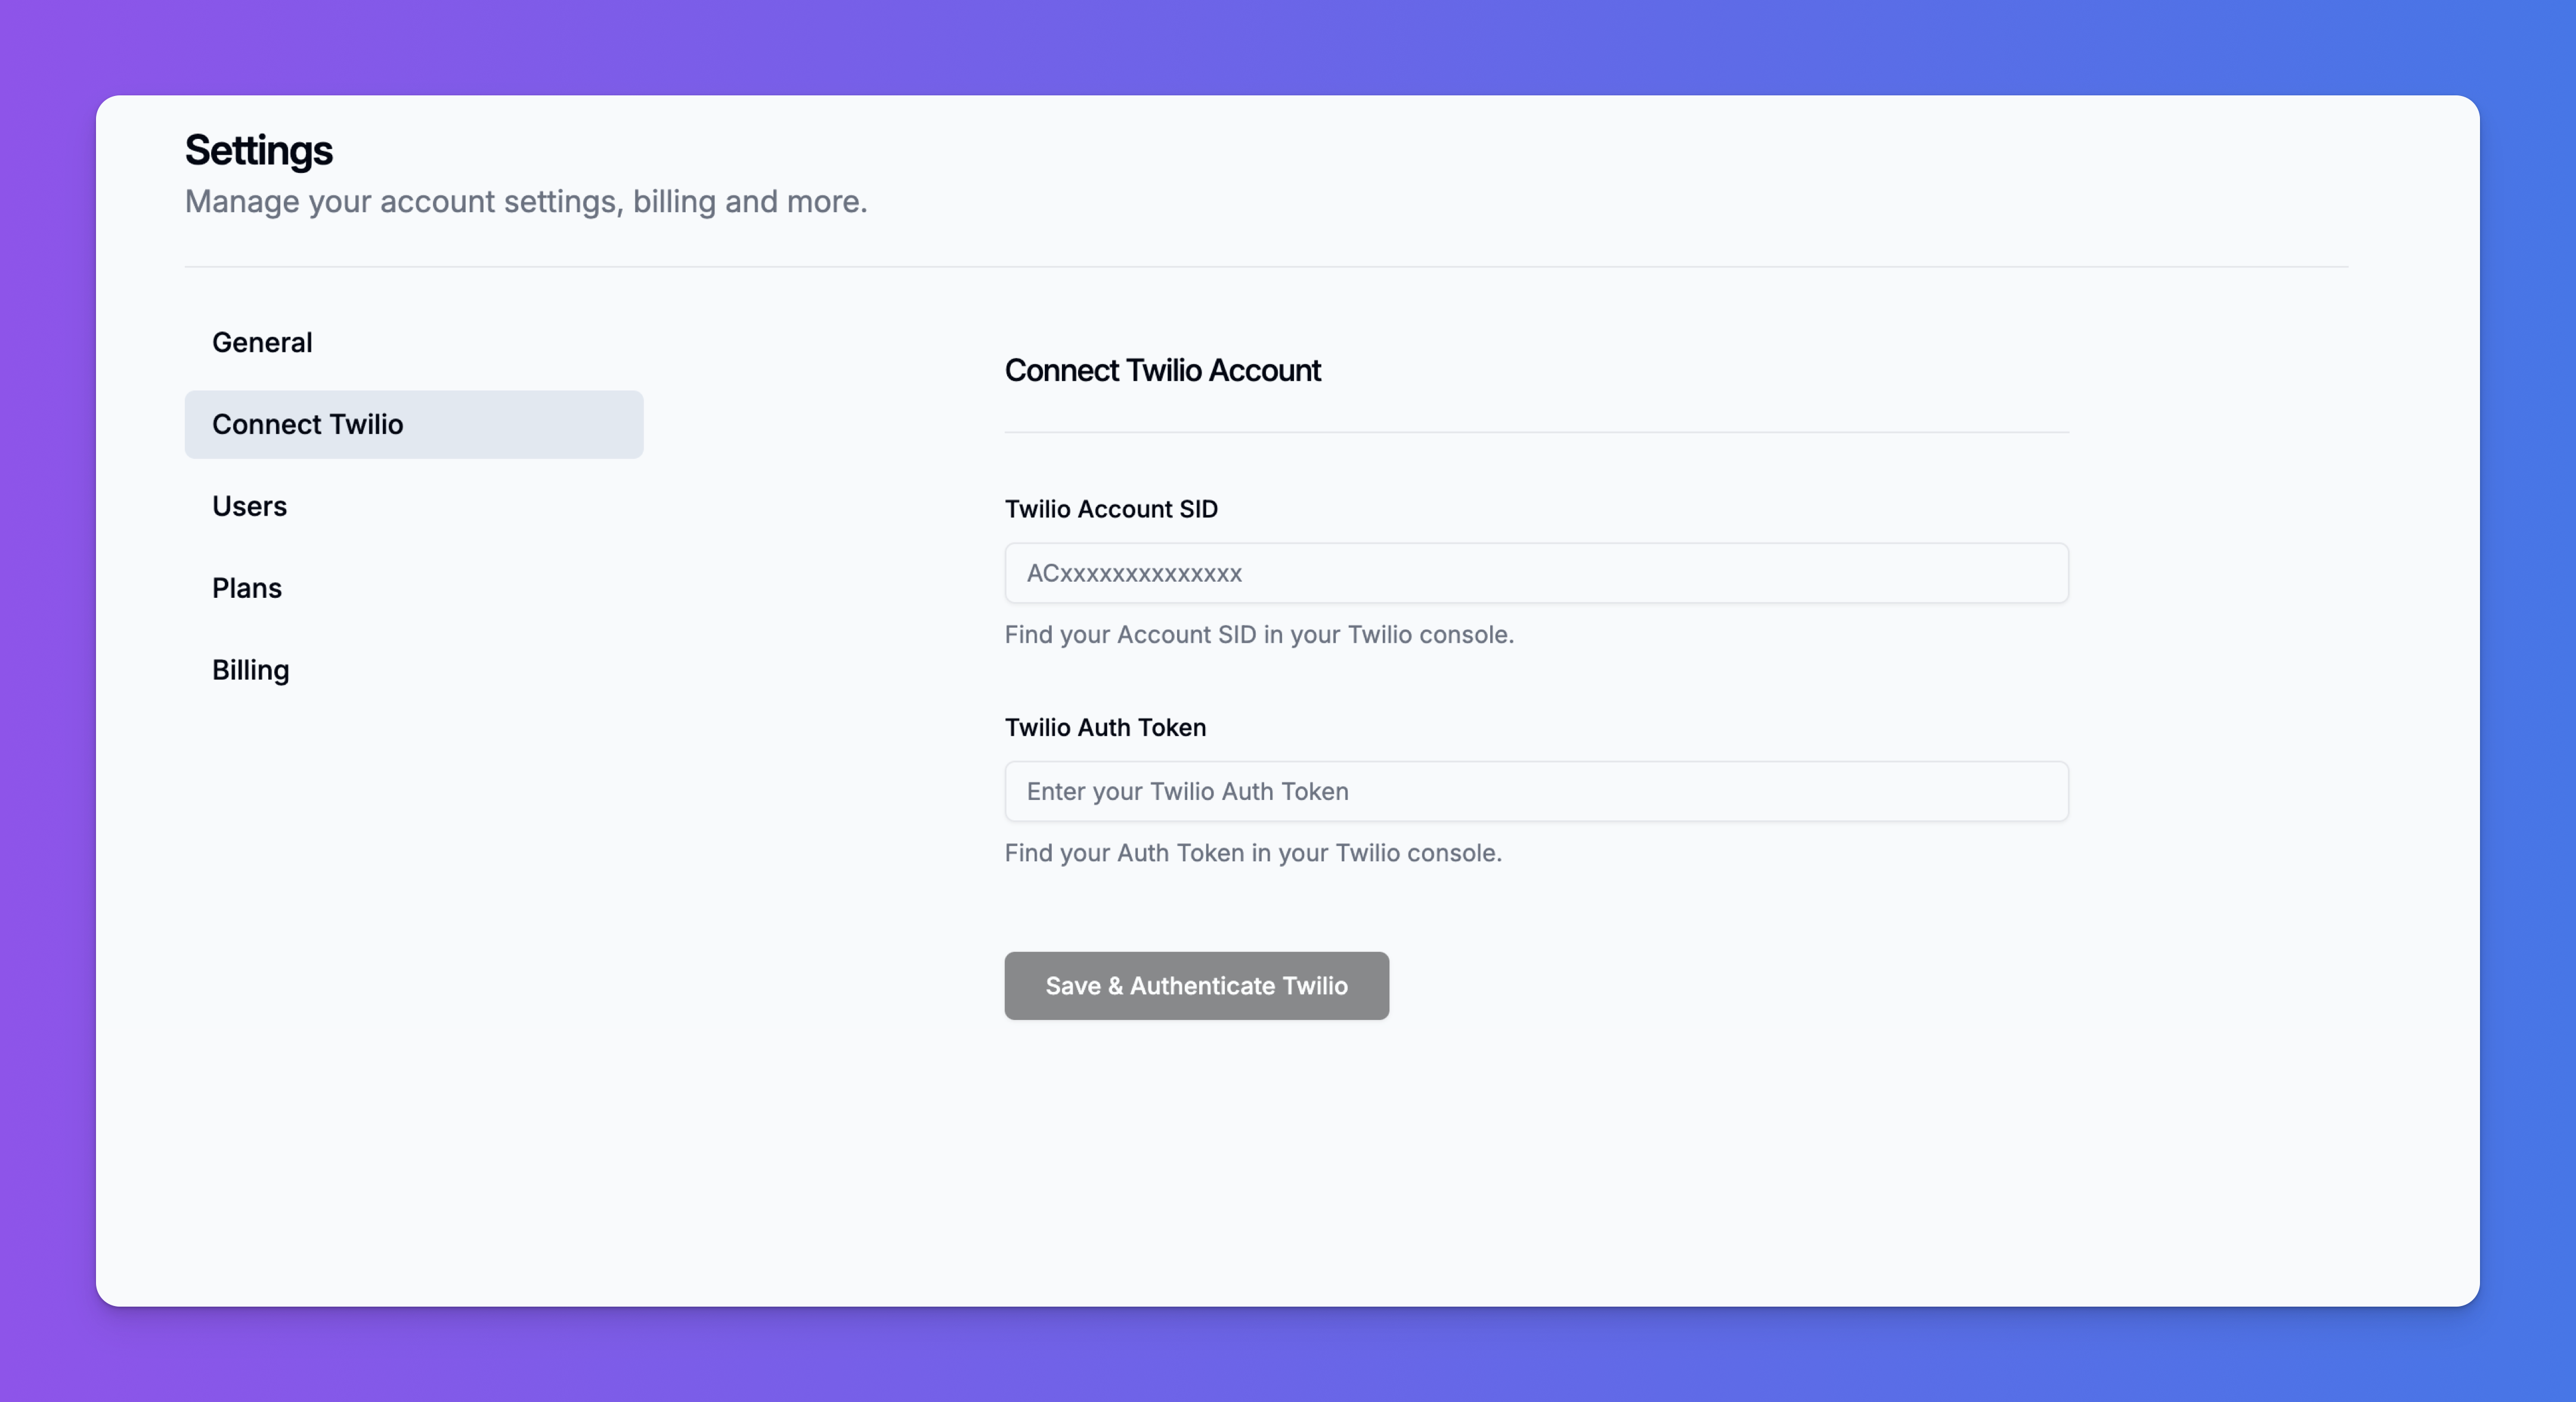 Settings
Manage your account settings, billing and more.
General
Connect Twilio
Users
Plans
Billing
Connect Twilio Account
Twilio Account SID
ACxxxxxxxxxxxxxx
Find your Account SID in your Twilio console.
Twilio Auth Token
Enter your Twilio Auth Token
Find your Auth Token in your Twilio console.
Save & Authenticate Twilio